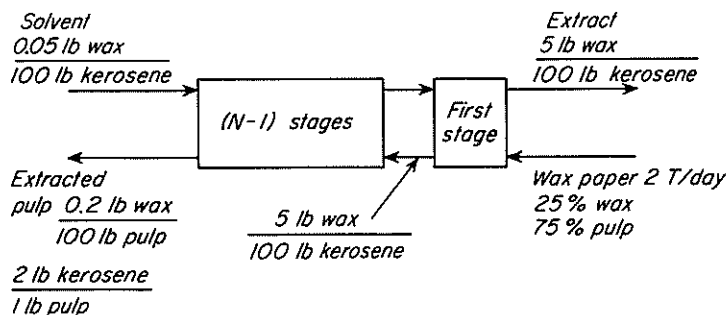 Solvent
0.05 lb wax
100 lb kerosene
Extract
5 lb wax
100 lb kerosene
(N-1) stages
First
stage
Extracted
pulp 0.2 lb wax
100 lb pulp
2 lb kerosene
1 lb pulp
5 lb wax
100 lb kerosene
Wax paper 2 T/day
25% wax
75% pulp